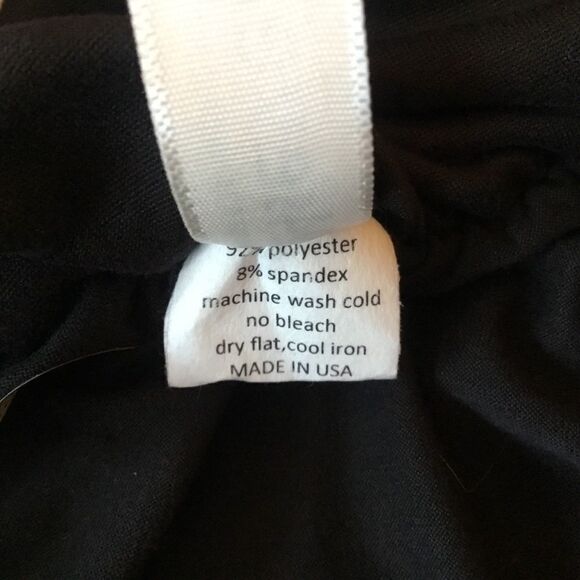 92% polyester
8% spandex
machine wash cold
no bleach
dry flat,cool iron
MADE IN USA